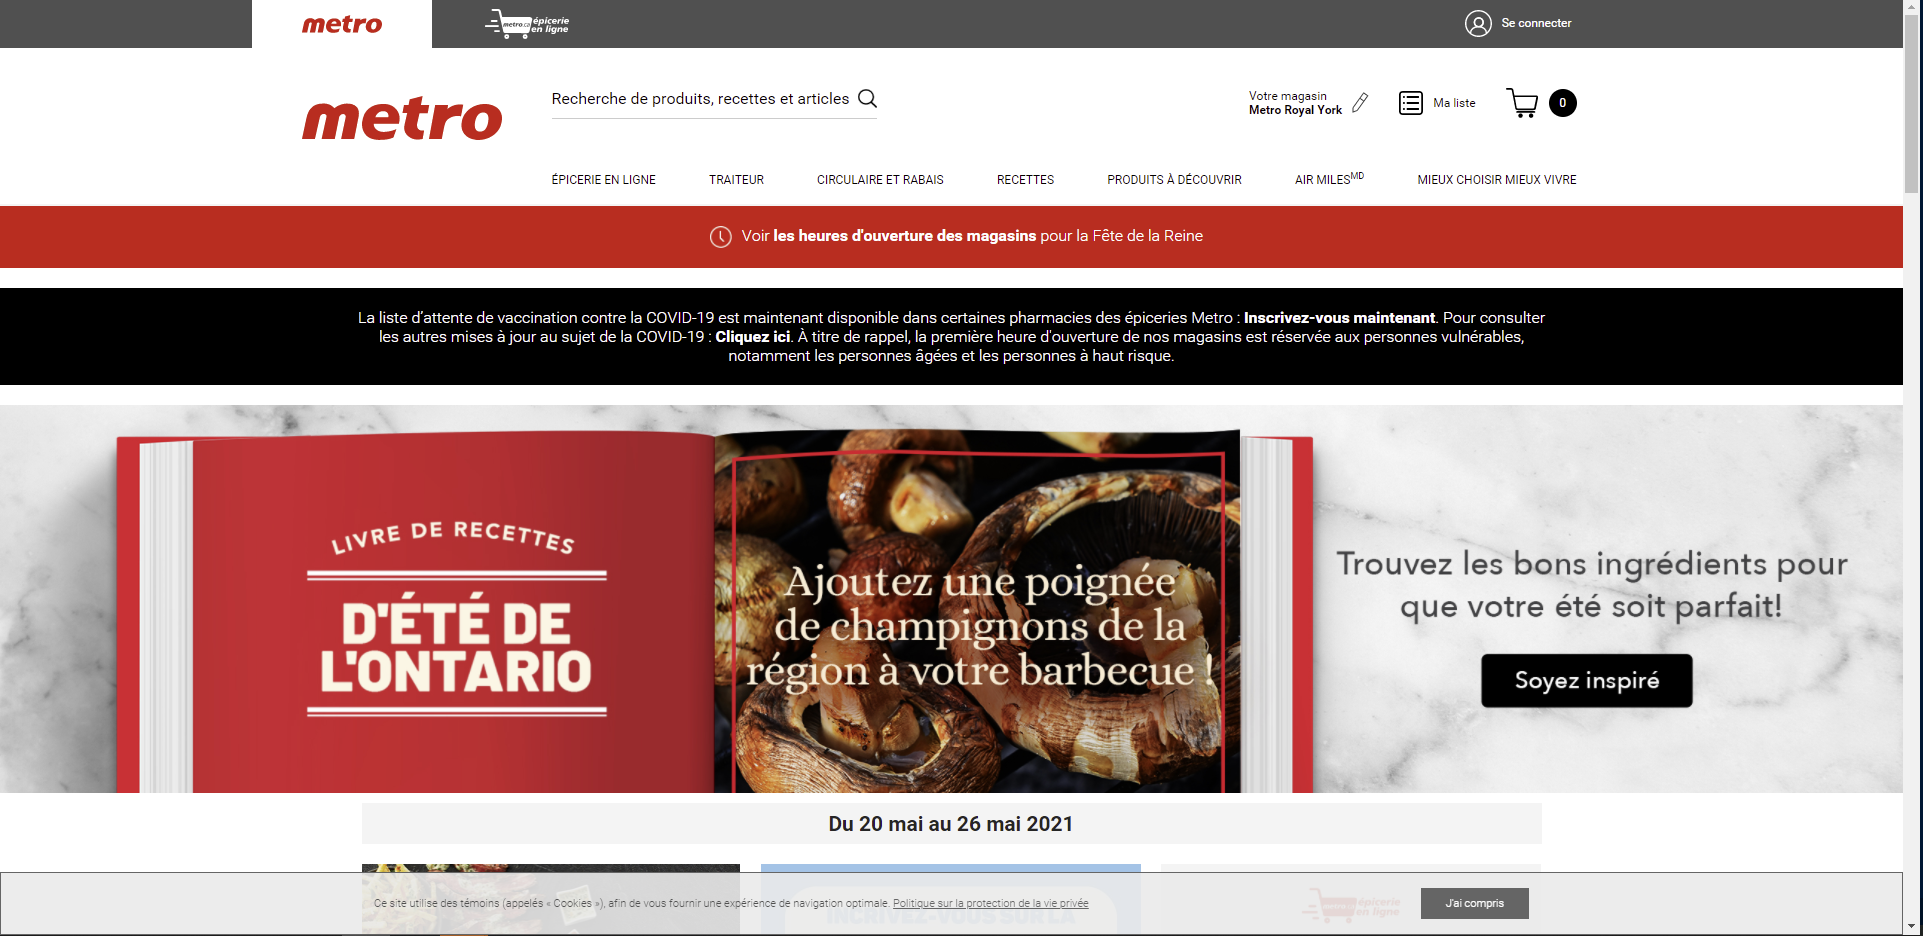 metro
metro.ca épicerie
en ligne
Se connecter
metro
Recherche de produits, recettes et articles
Votre magasin
Metro Royal York
Ma liste
0
ÉPICERIE EN LIGNE
TRAITEUR
CIRCULAIRE ET RABAIS
RECETTES
PRODUITS À DÉCOUVRIR
AIR MILESMD
MIEUX CHOISIR MIEUX VIVRE
Voir les heures d'ouverture des magasins pour la Fête de la Reine
La liste d’attente de vaccination contre la COVID-19 est maintenant disponible dans certaines pharmacies des épiceries Metro : Inscrivez-vous maintenant. Pour consulter
les autres mises à jour au sujet de la COVID-19 : Cliquez ici. À titre de rappel, la première heure d'ouverture de nos magasins est réservée aux personnes vulnérables,
notamment les personnes âgées et les personnes à haut risque.
LIVRE DE RECETTES
D'ÉTÉ DE
L'ONTARIO
Ajoutez une poignée
de champignons de la
région à votre barbecue !
Trouvez les bons ingrédients pour
que votre été soit parfait!
Soyez inspiré
Du 20 mai au 26 mai 2021
Ce site utilise des témoins (appelés « Cookies »), afin de vous fournir une expérience de navigation optimale. Politique sur la protection de la vie privée
INCRIVEZ-VOUS SUR LA
épicerie
en ligne
J'ai compris